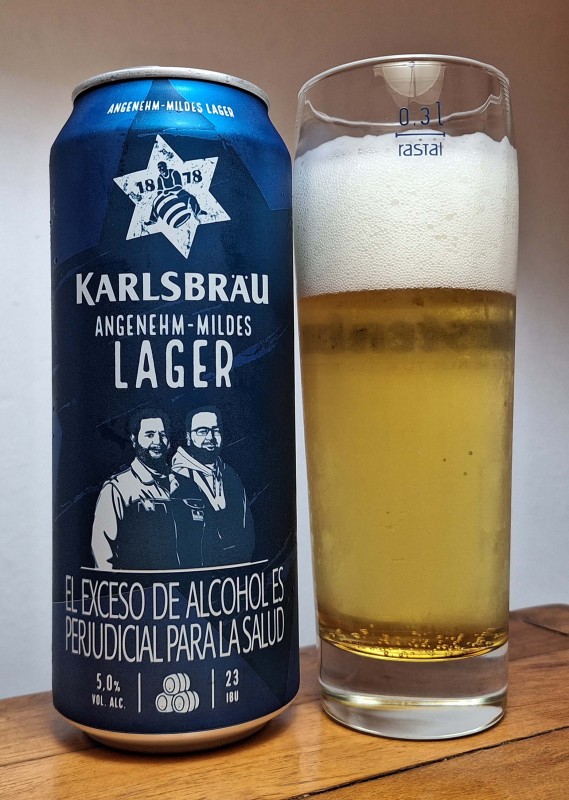 ANGENEHM-MILDES LAGER
18 78
KARLSBRÄU
ANGENEHM-MILDES
LAGER
EL EXCESO DE ALCOHOL ES
PERJUDICIAL PARA LA SALUD
5,0%
VOL. ALC.
23
IBU
0,3l
rastal